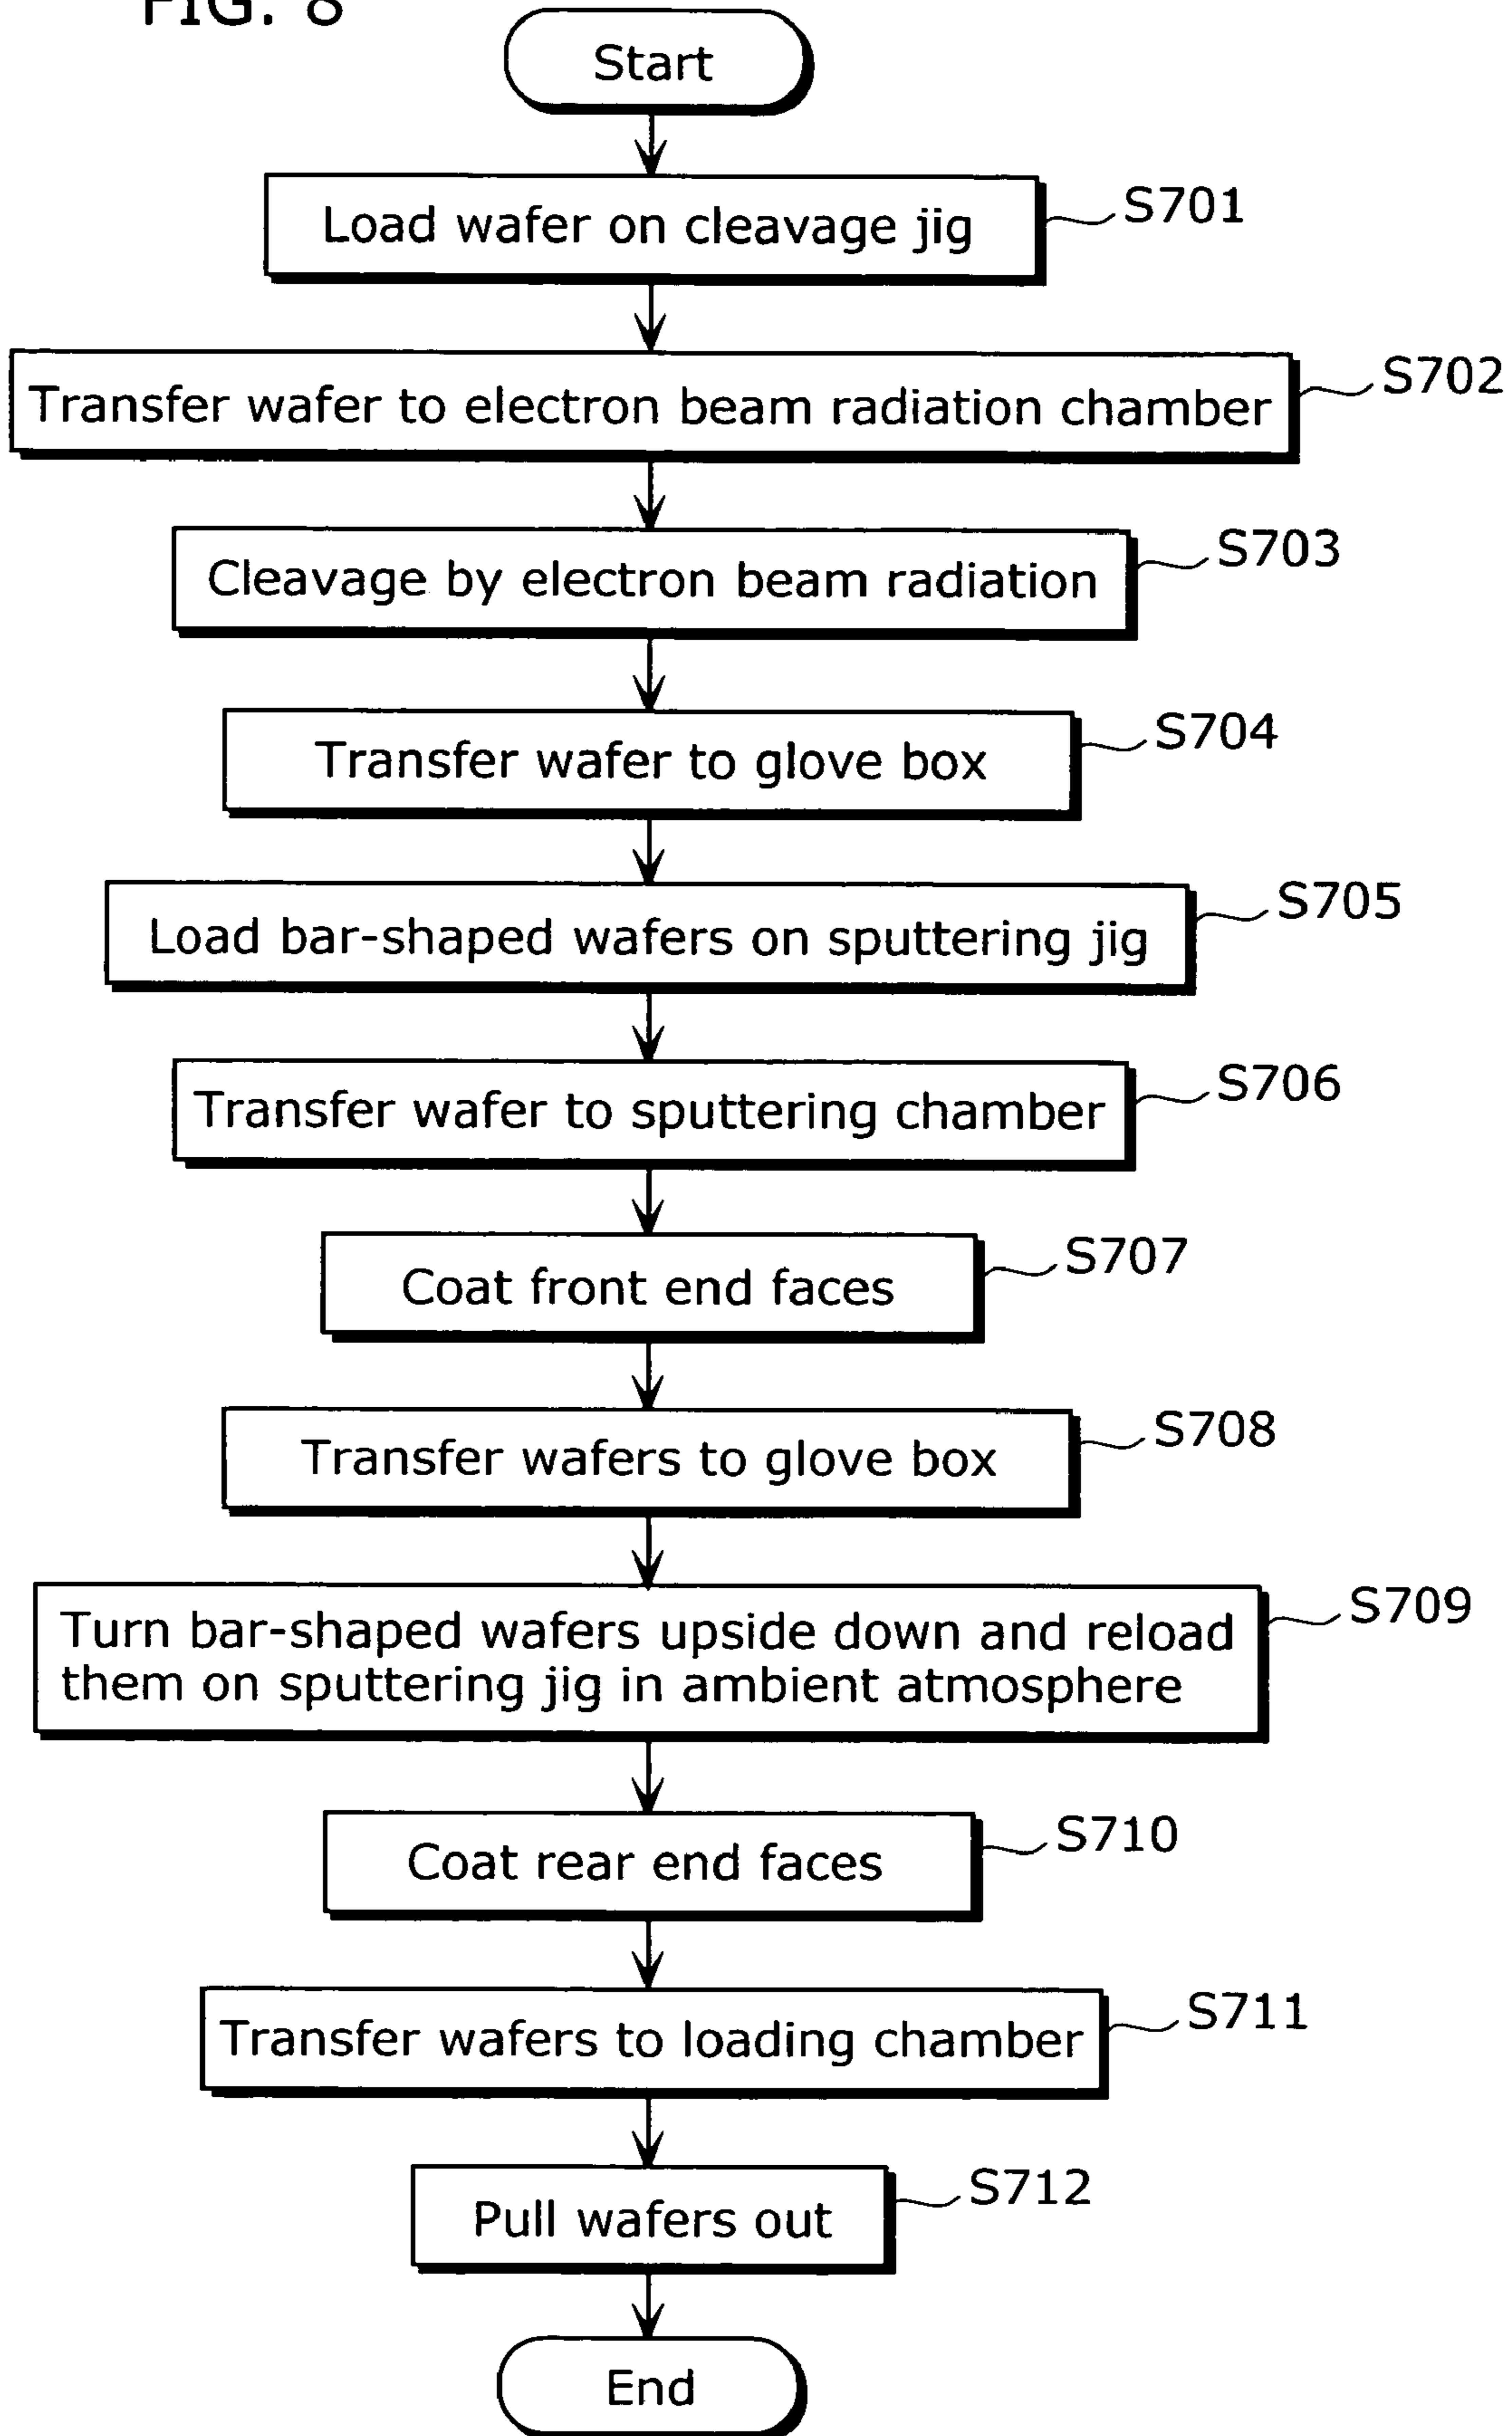 FIG. 8
Start
Load wafer on cleavage jig
S701
Transfer wafer to electron beam radiation chamber
S702
Cleavage by electron beam radiation
S703
Transfer wafer to glove box
S704
Load bar-shaped wafers on sputtering jig
S705
Transfer wafer to sputtering chamber
S706
Coat front end faces
S707
Transfer wafers to glove box
S708
Turn bar-shaped wafers upside down and reload
them on sputtering jig in ambient atmosphere
S709
Coat rear end faces
S710
Transfer wafers to loading chamber
S711
Pull wafers out
S712
End